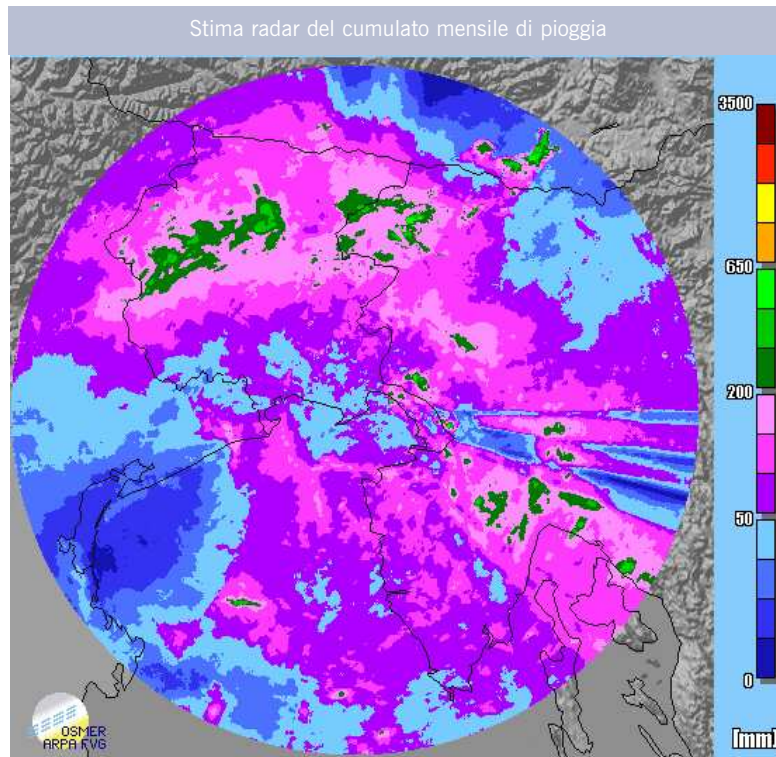 Stima radar del cumulato mensile di pioggia
3500
650
200
50
0
[mm]
OSMER
ARPA FVG